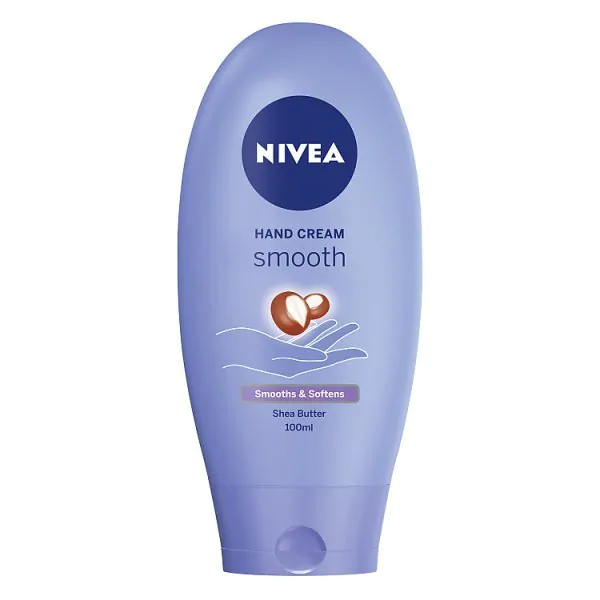 NIVEA
HAND CREAM
smooth
Smooths & Softens
Shea Butter
100ml